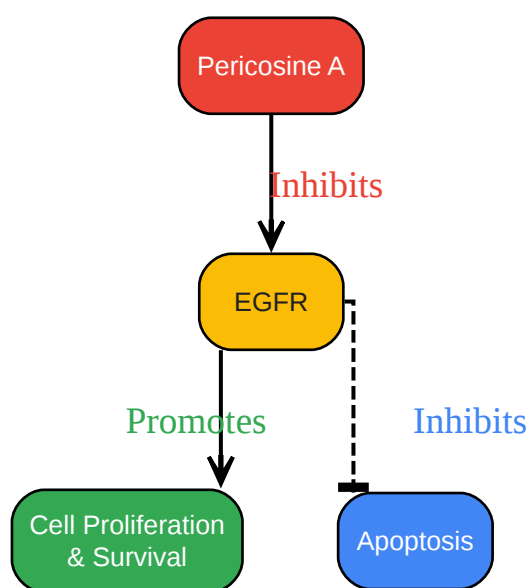 Pericosine A
Inhibits
EGFR
Promotes
Inhibits
Cell Proliferation
& Survival
Apoptosis